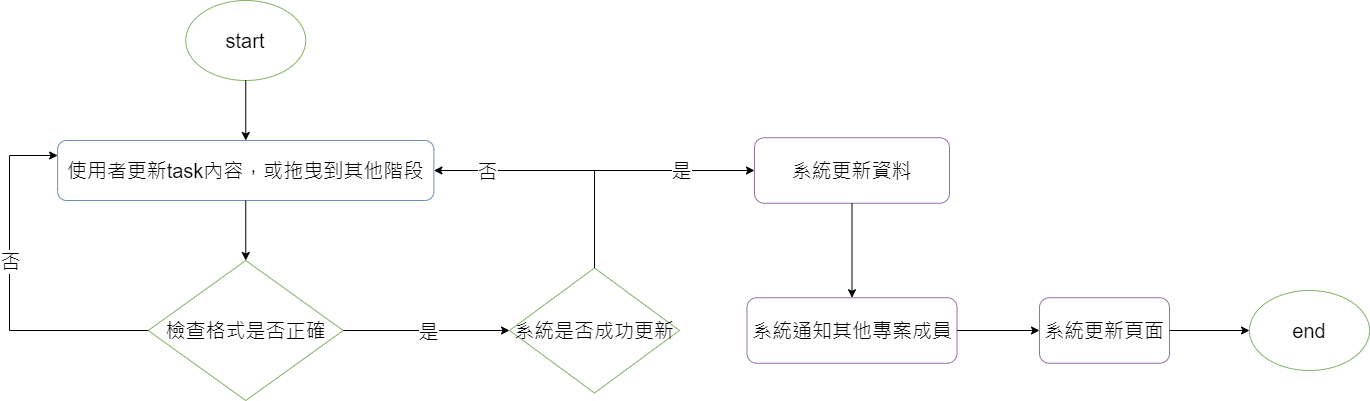 start
使用者更新task內容，或拖曳到其他階段
否
是
系統更新資料
否
檢查格式是否正確
是
系統是否成功更新
系統通知其他專案成員
系統更新頁面
end